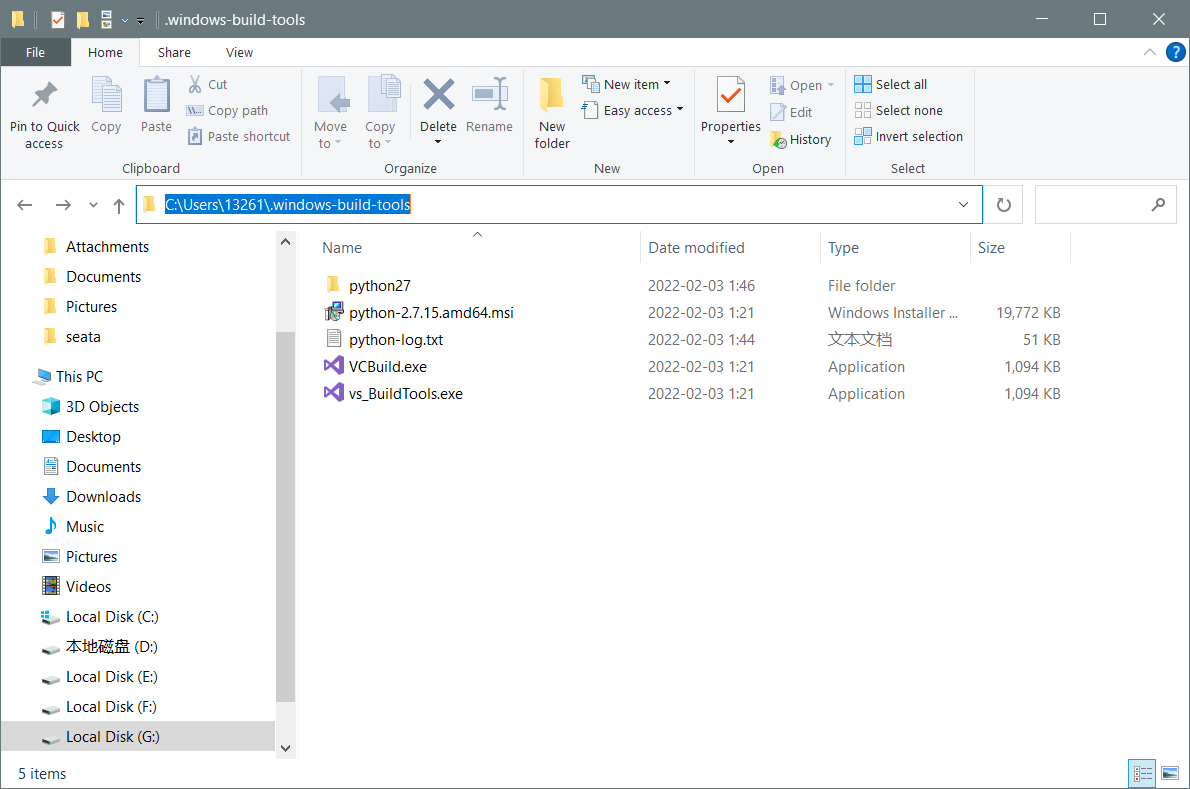 .windows-build-tools
File Home Share View
Pin to Quick access
Copy
Paste
Cut
Copy path
Paste shortcut
Clipboard
Move to
Copy to
Delete
Rename
Organize
New folder
New item
Easy access
New
Properties
Open
Edit
History
Open
Select all
Select none
Invert selection
Select
C:\Users\13261\.windows-build-tools
Attachments
Documents
Pictures
seata
This PC
3D Objects
Desktop
Documents
Downloads
Music
Pictures
Videos
Local Disk (C:)
本地磁盘 (D:)
Local Disk (E:)
Local Disk (F:)
Local Disk (G:)
Name Date modified Type Size
python27 2022-02-03 1:46 File folder
python-2.7.15.amd64.msi 2022-02-03 1:21 Windows Installer ... 19,772 KB
python-log.txt 2022-02-03 1:44 文本文档 51 KB
VCBuild.exe 2022-02-03 1:21 Application 1,094 KB
vs_BuildTools.exe 2022-02-03 1:21 Application 1,094 KB
5 items